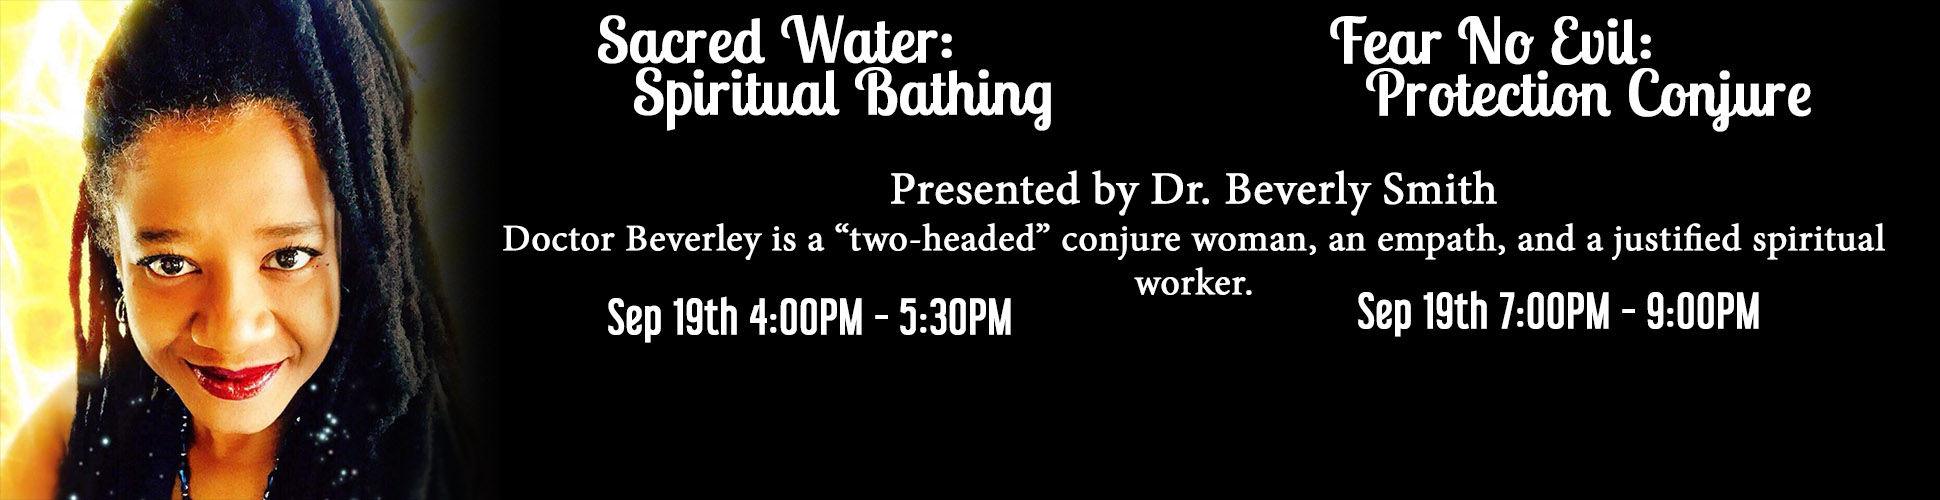 Sacred Water:
Spiritual Bathing
Fear No Evil:
Protection Conjure
Presented by Dr. Beverly Smith
Doctor Beverley is a “two-headed” conjure woman, an empath, and a justified spiritual
worker.
Sep 19th 4:00PM - 5:30PM
Sep 19th 7:00PM - 9:00PM